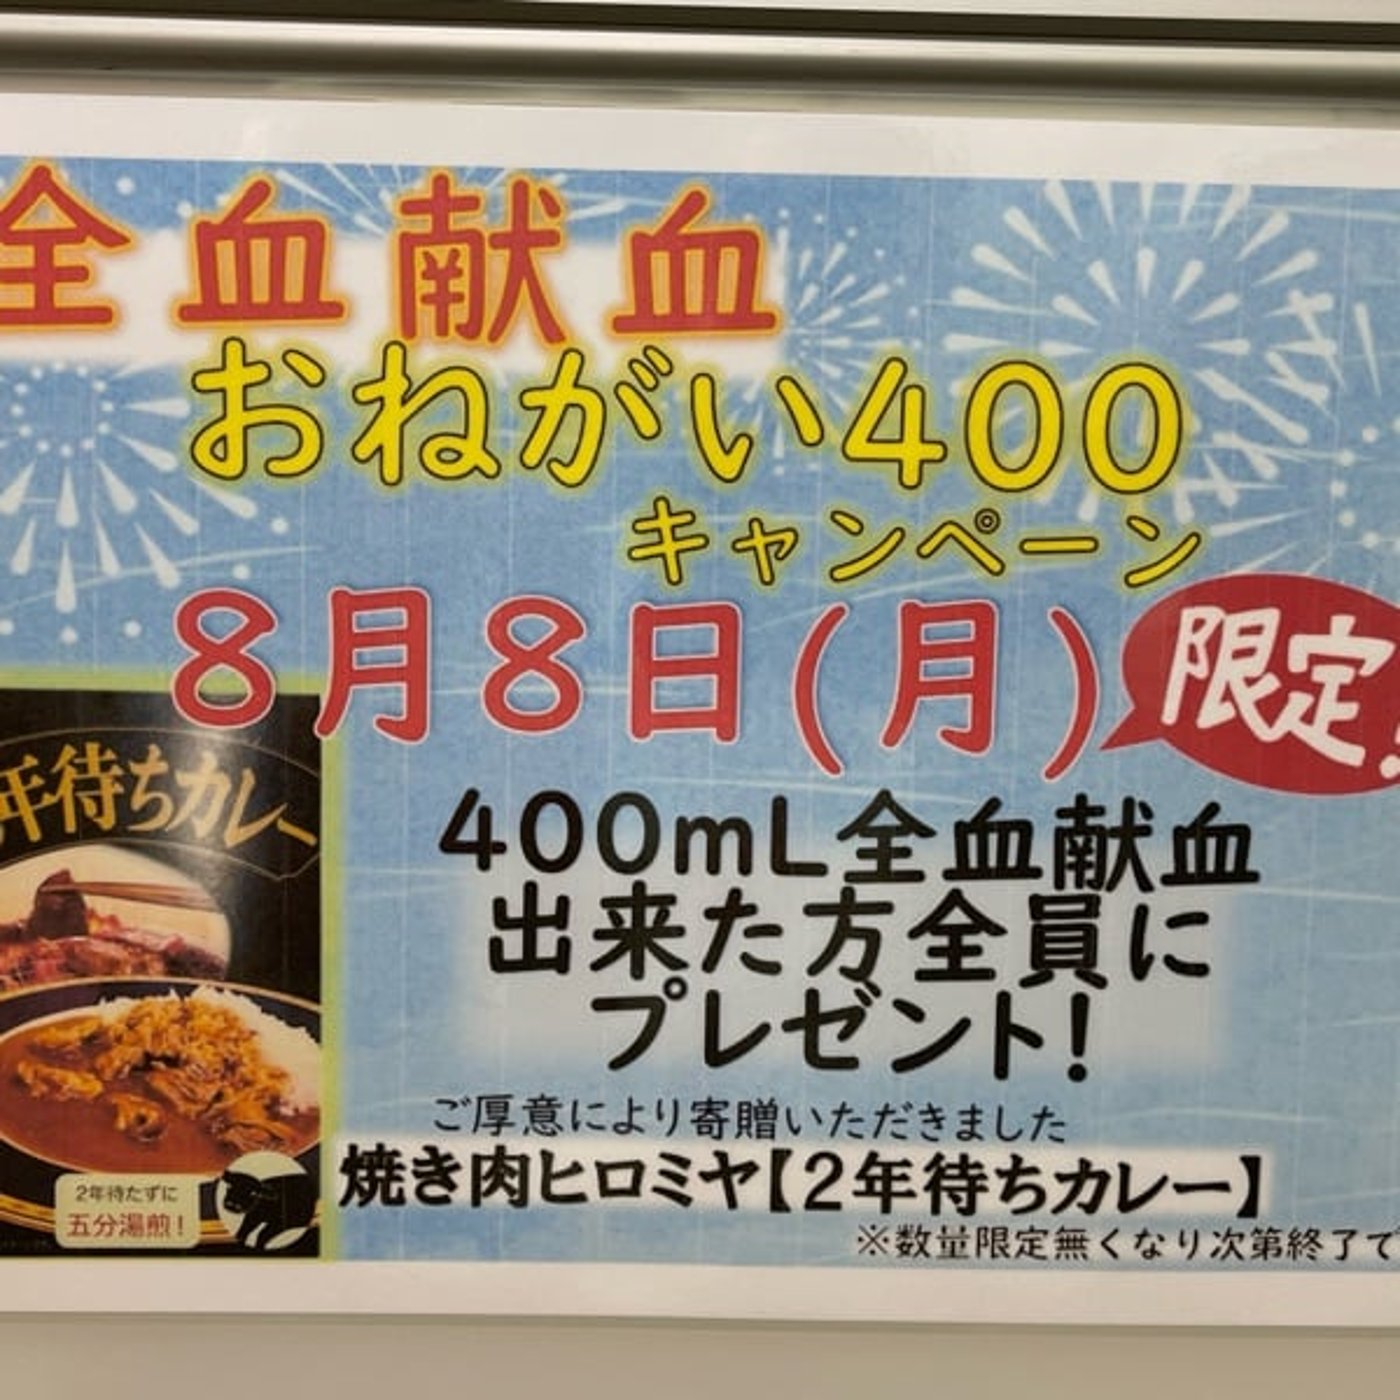 全血献血
おねがい400
キャンペーン
8月8日(月)
限定!
400mL全血献血
出来た方全員に
プレゼント!
ご厚意により寄贈いただきました
焼き肉ヒロミヤ【2年待ちカレー】
※数量限定無くなり次第終了て
年待ちカレー
2年待たずに
五分湯煎!